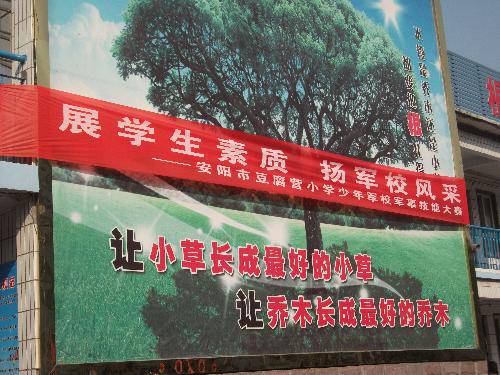 展学生素质 扬军校风采
——安阳市豆腐营小学少年军校军事技能大赛
让小草长成最好的小草
让乔木长成最好的乔木